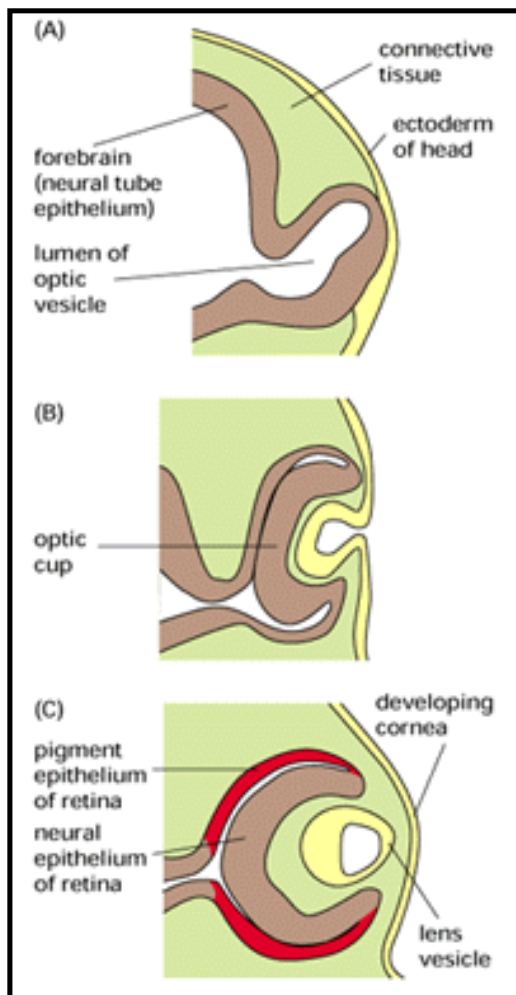 (A)
connective
tissue
ectoderm
of head
forebrain
(neural tube
epithelium)
lumen of
optic
vesicle
(B)
optic
cup
(C)
developing
cornea
pigment
epithelium
of retina
neural
epithelium
of retina
lens
vesicle